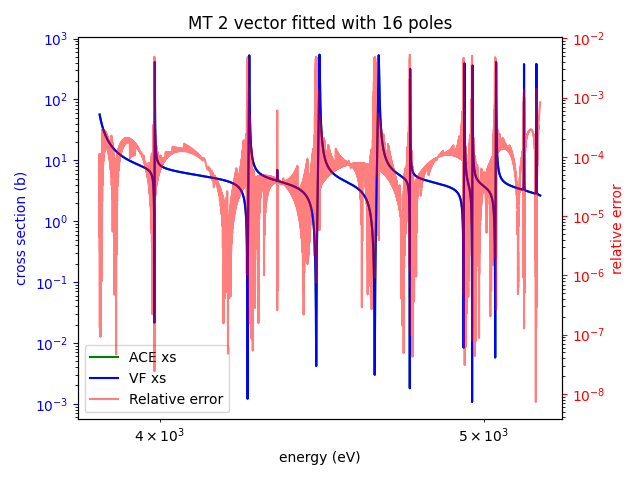 MT 2 vector fitted with 16 poles
10³
10²
10¹
10⁰
10⁻¹
10⁻²
10⁻³
cross section (b)
10⁻²
10⁻³
10⁻⁴
10⁻⁵
10⁻⁶
10⁻⁷
10⁻⁸
relative error
ACE xs
VF xs
Relative error
4 × 10³
5 × 10³
energy (eV)